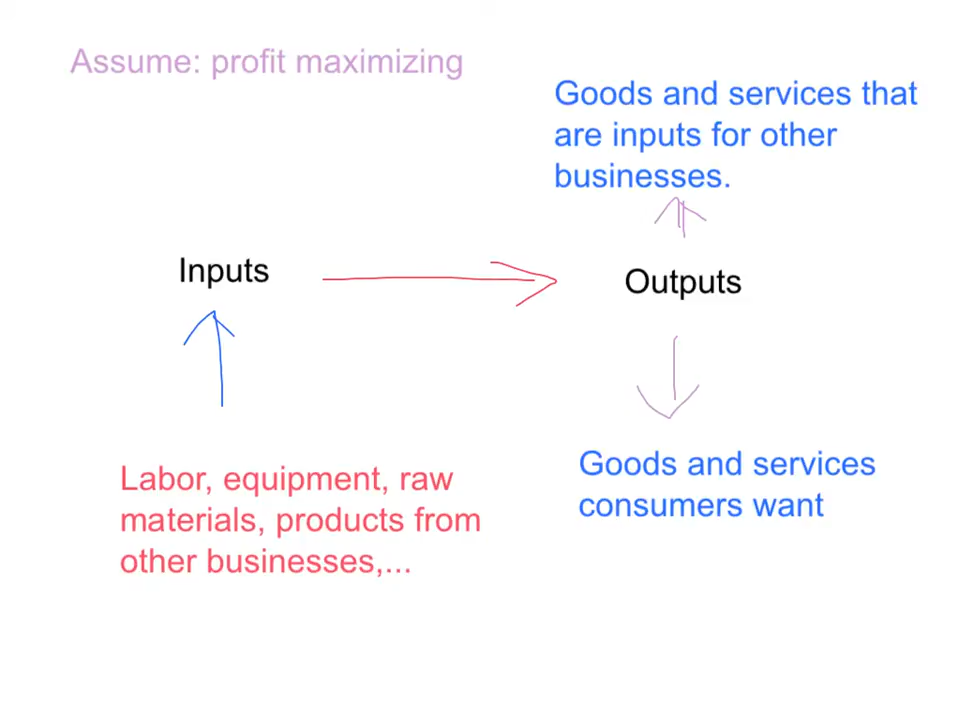 Assume: profit maximizing
Goods and services that
are inputs for other
businesses.
Inputs
Outputs
Labor, equipment, raw
materials, products from
other businesses,...
Goods and services
consumers want